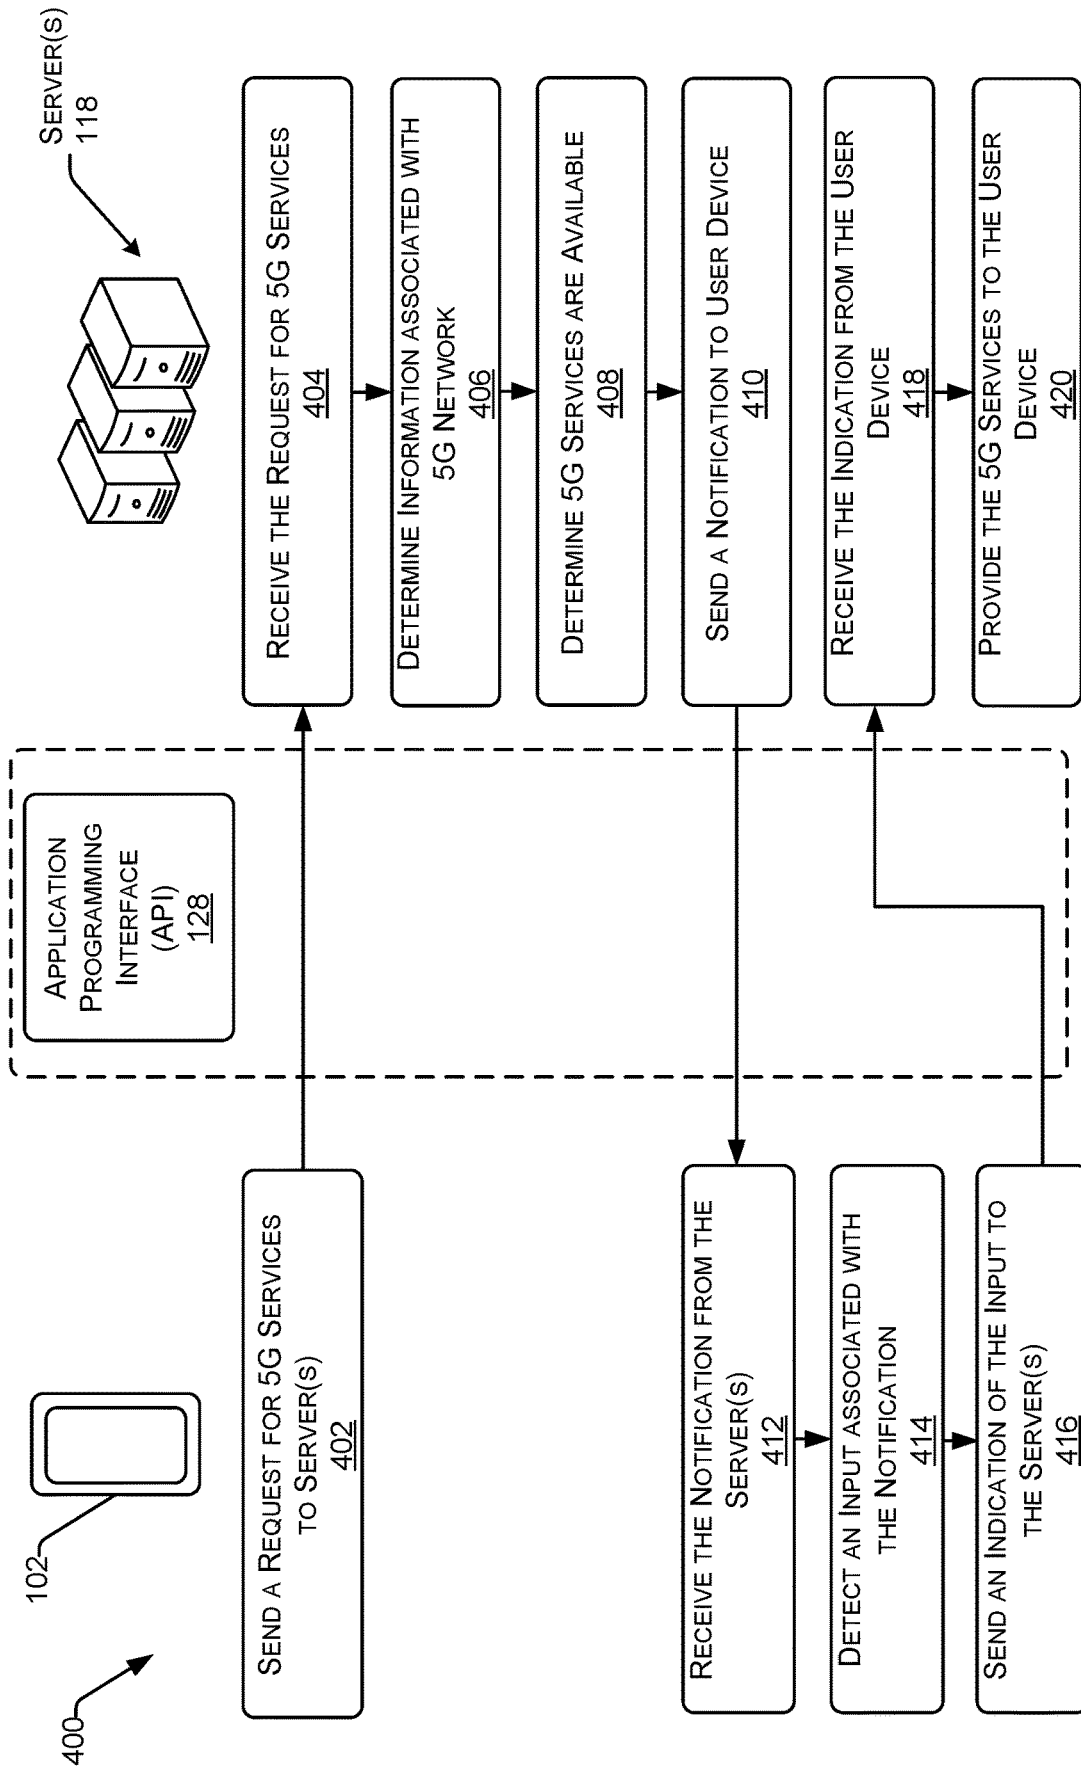 400
102
SERVER(S)
118
APPLICATION
PROGRAMMING
INTERFACE
(API)
128
SEND A REQUEST FOR 5G SERVICES
TO SERVER(S)
402
RECEIVE THE REQUEST FOR 5G SERVICES
404
DETERMINE INFORMATION ASSOCIATED WITH
5G NETWORK
406
DETERMINE 5G SERVICES ARE AVAILABLE
408
SEND A NOTIFICATION TO USER DEVICE
410
RECEIVE THE NOTIFICATION FROM THE
SERVER(S)
412
DETECT AN INPUT ASSOCIATED WITH
THE NOTIFICATION
414
SEND AN INDICATION OF THE INPUT TO
THE SERVER(S)
416
RECEIVE THE INDICATION FROM THE USER
DEVICE
418
PROVIDE THE 5G SERVICES TO THE USER
DEVICE
420